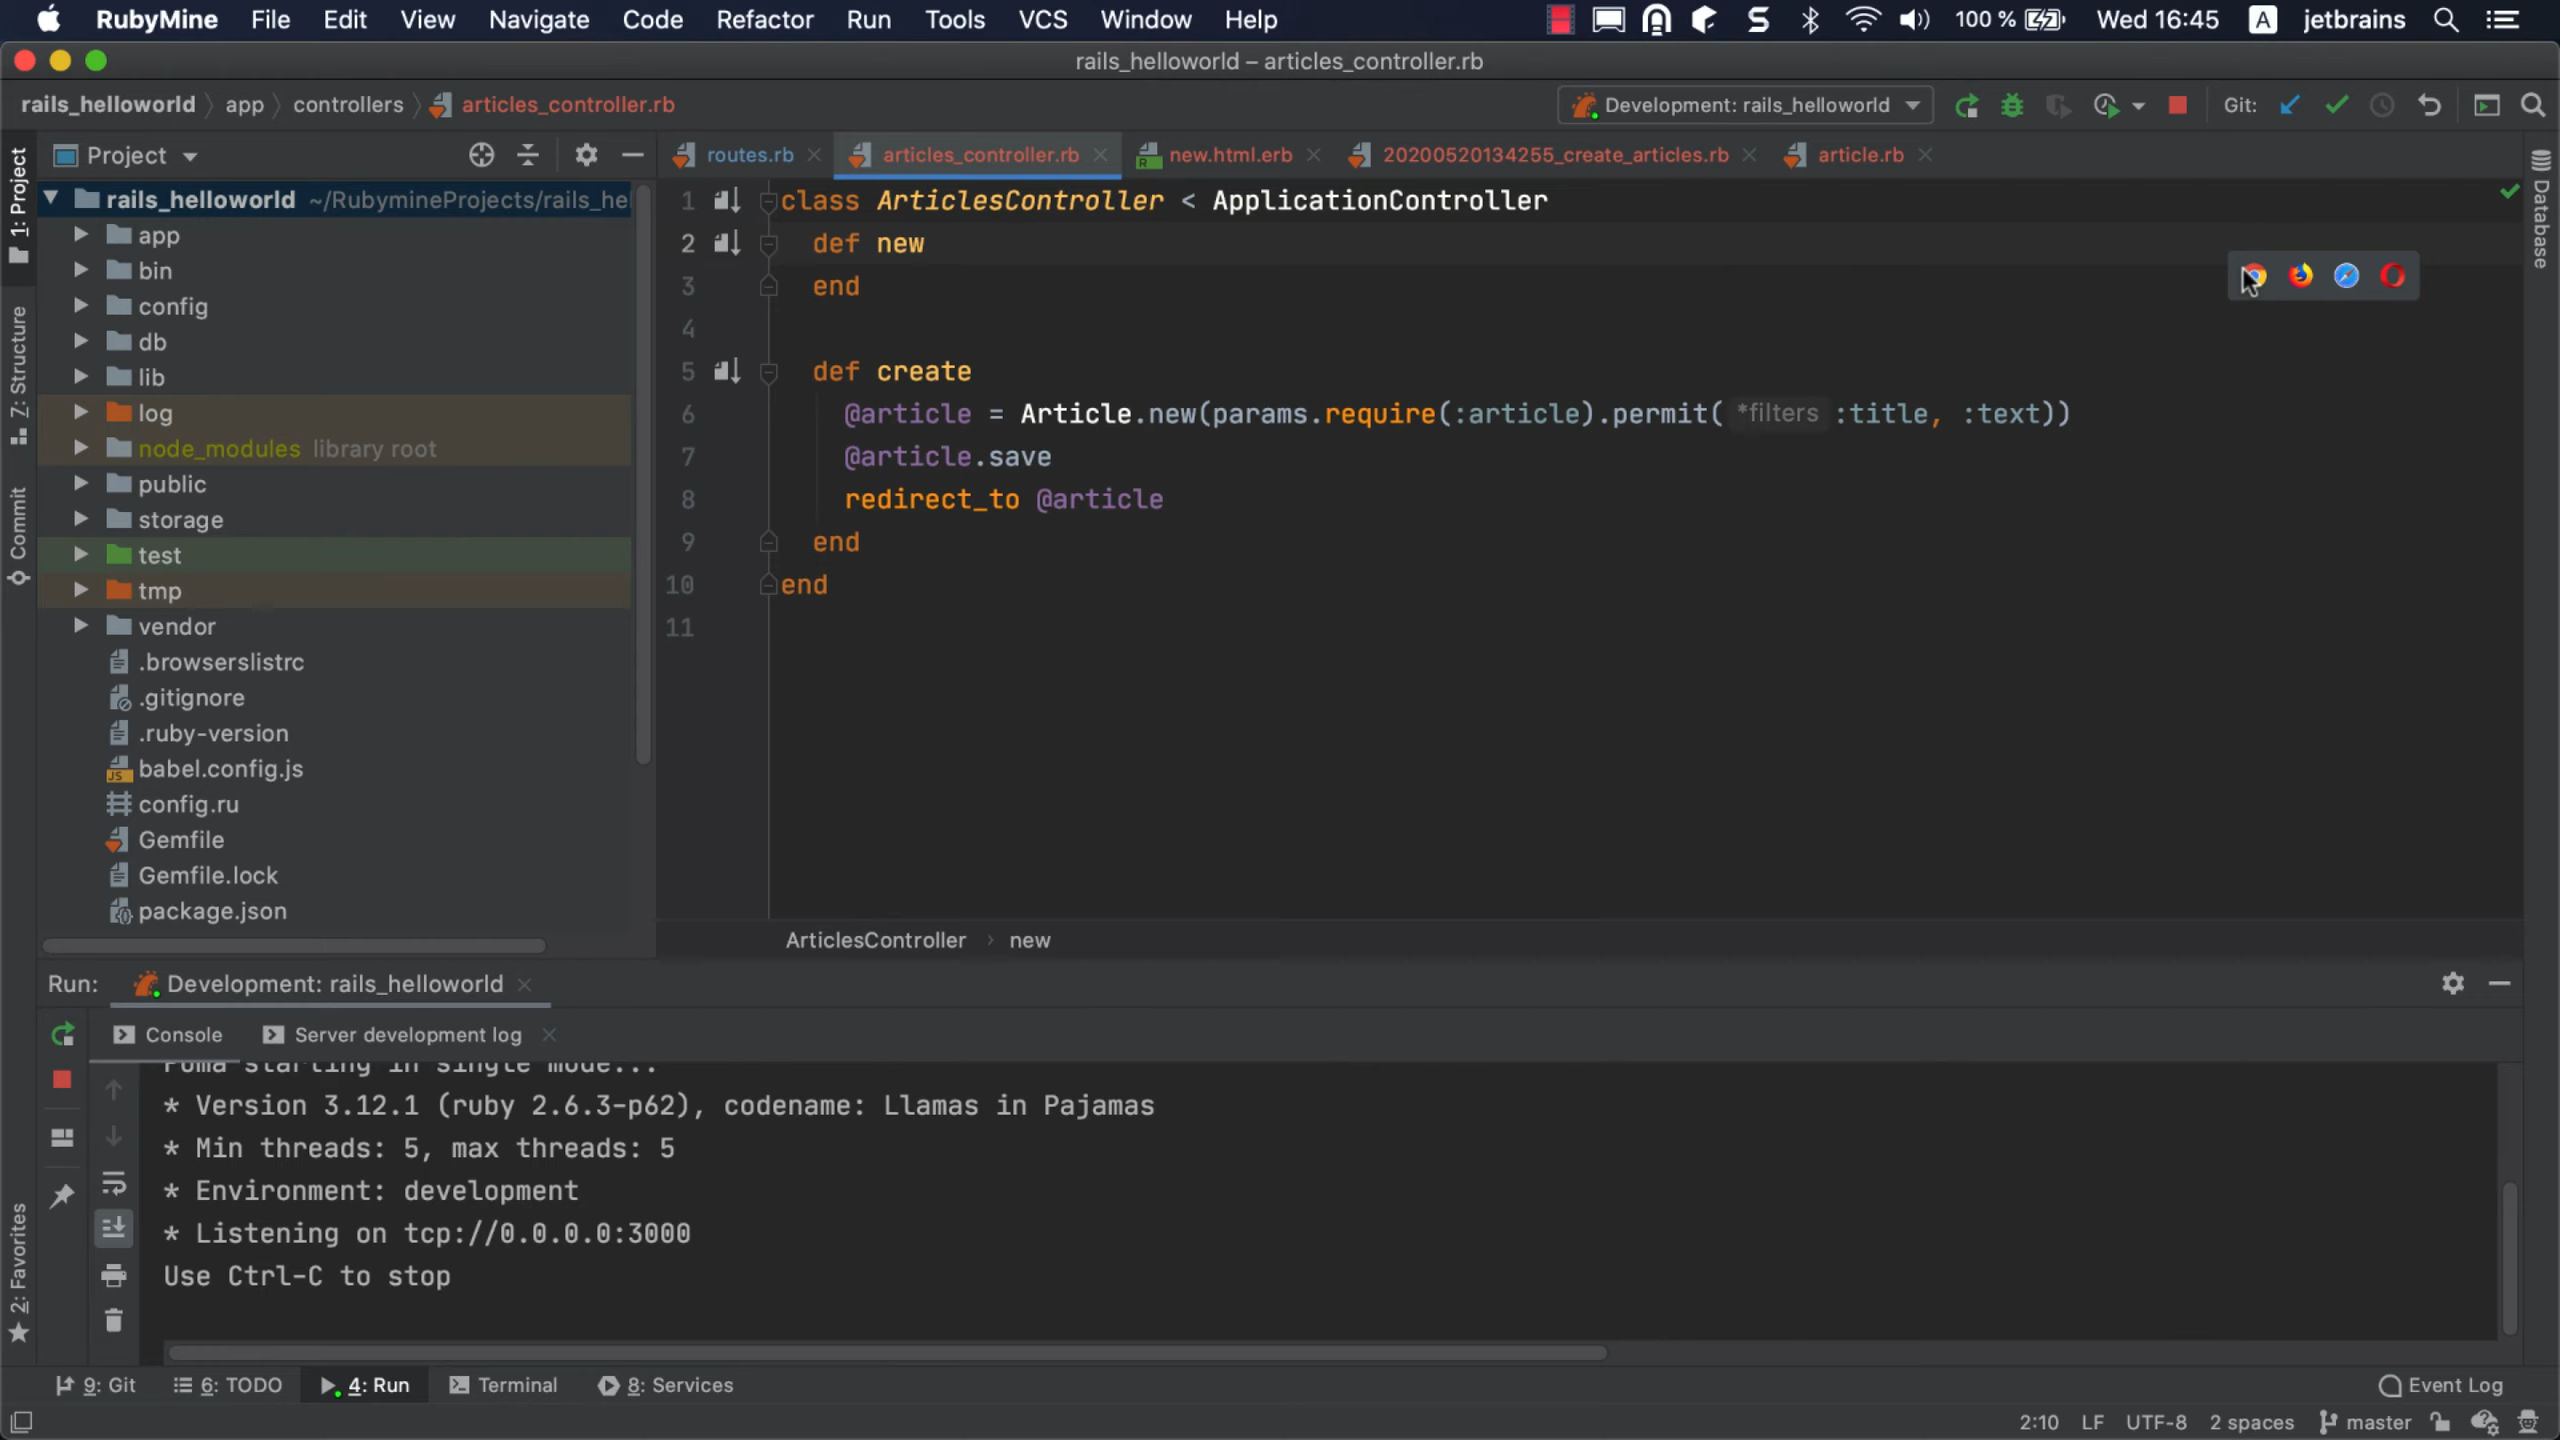 RubyMine File Edit View Navigate Code Refactor Run Tools VCS Window Help 100 % Wed 16:45 A jetbrains
rails_helloworld – articles_controller.rb
rails_helloworld app controllers articles_controller.rb Development: rails_helloworld Git:
Project
routes.rb articles_controller.rb new.html.erb 20200520134255_create_articles.rb article.rb
1: Project
Z: Structure
Commit
2: Favorites
Database
rails_helloworld ~/RubymineProjects/rails_he
app
bin
config
db
lib
log
node_modules library root
public
storage
test
tmp
vendor
.browserslistrc
.gitignore
.ruby-version
babel.config.js
config.ru
Gemfile
Gemfile.lock
package.json
1 class ArticlesController < ApplicationController
2 def new
3 end
4
5 def create
6 @article = Article.new(params.require(:article).permit( *filters :title, :text))
7 @article.save
8 redirect_to @article
9 end
10 end
11
ArticlesController › new
Run: Development: rails_helloworld
Console Server development log
Puma starting in single mode...
* Version 3.12.1 (ruby 2.6.3-p62), codename: Llamas in Pajamas
* Min threads: 5, max threads: 5
* Environment: development
* Listening on tcp://0.0.0.0:3000
Use Ctrl-C to stop
9: Git 6: TODO 4: Run Terminal 8: Services Event Log
2:10 LF UTF-8 2 spaces master